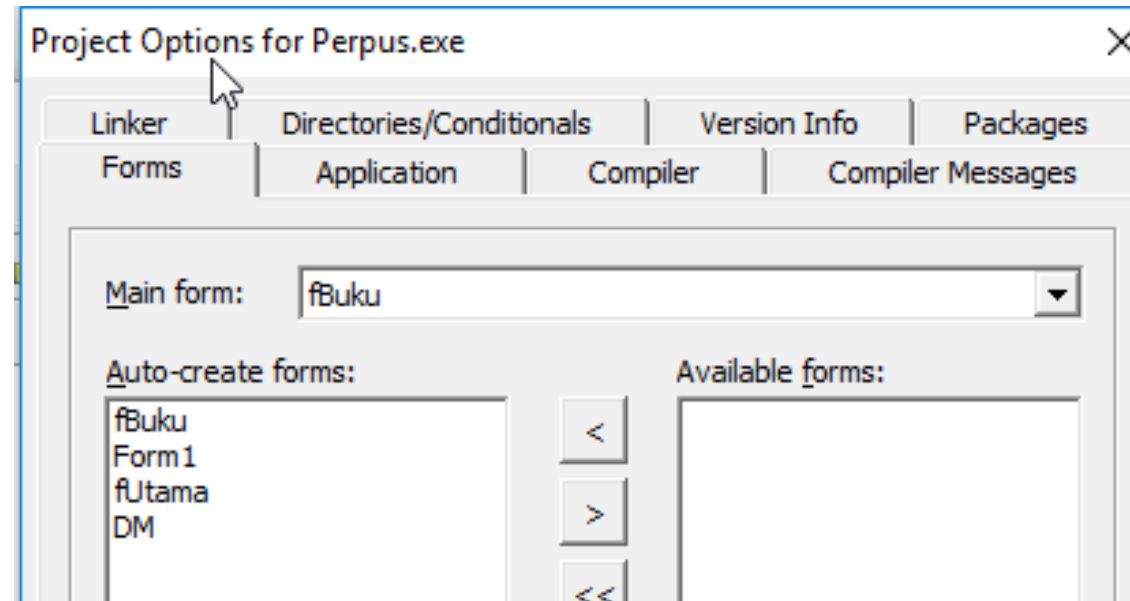 Project Options for Perpus.exe
Linker Directories/Conditionals Version Info Packages
Forms Application Compiler Compiler Messages
Main form: fBuku
Auto-create forms: Available forms:
fBuku
Form1
fUtama
DM
<
>
<<